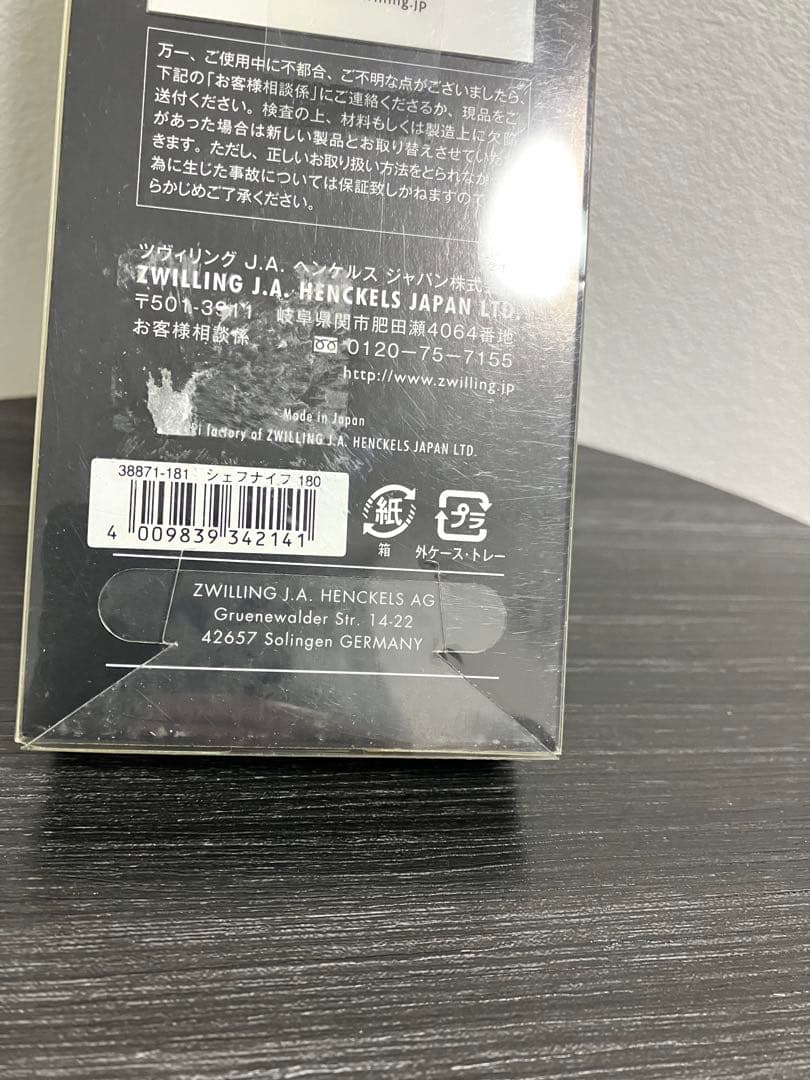 illing.jp
万一、ご使用中に不都合、ご不明な点がございましたら、
下記の「お客様相談係」にご連絡くださるか、現品をご
送付ください。検査の上、材料もしくは製造上に欠陥
があった場合は新しい製品とお取り替えさせていただ
きます。ただし、正しいお取り扱い方法をとられなか
為に生じた事故については保証致しかねますので
らかじめご了承ください。
ツヴィリング J.A. ヘンケルス ジャパン株式
ZWILLING J.A. HENCKELS JAPAN LTD.
〒501-3911 岐阜県関市肥田瀬4064番地
お客様相談係 0120-75-7155
http://www.zwilling.jp
Made in Japan
factory of ZWILLING J.A. HENCKELS JAPAN LTD.
38871-181 シェフナイフ 180
4 009839 342141
紙
箱
プラ
外ケース・トレー
ZWILLING J.A. HENCKELS AG
Gruenewalder Str. 14-22
42657 Solingen GERMANY